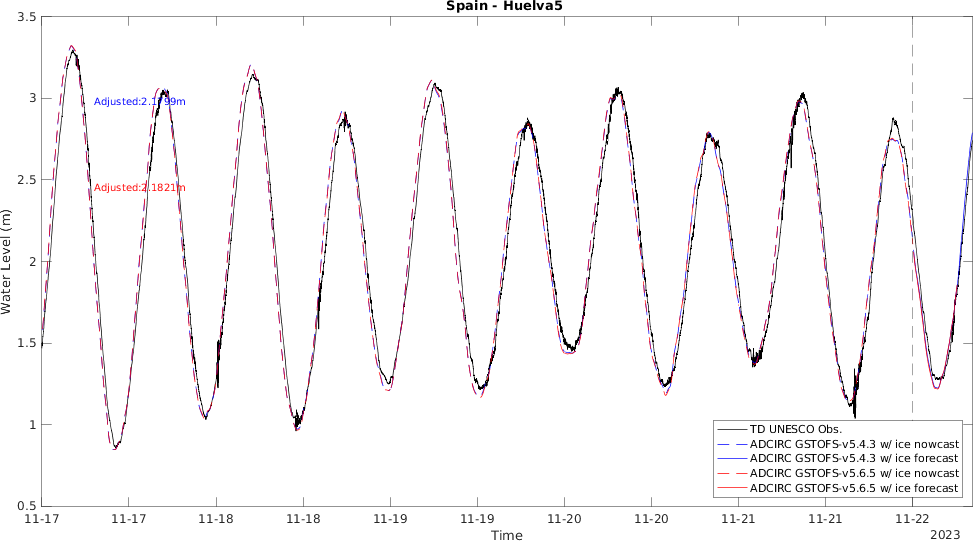 Spain - Huelva5
3.5
3
2.5
2
1.5
1
0.5
Water Level (m)
Adjusted:2.1799m
Adjusted:2.1821m
TD UNESCO Obs.
ADCIRC GSTOFS-v5.4.3 w/ ice nowcast
ADCIRC GSTOFS-v5.4.3 w/ ice forecast
ADCIRC GSTOFS-v5.6.5 w/ ice nowcast
ADCIRC GSTOFS-v5.6.5 w/ ice forecast
11-17 11-17 11-18 11-18 11-19 11-19 11-20 11-20 11-21 11-21 11-22
Time
2023